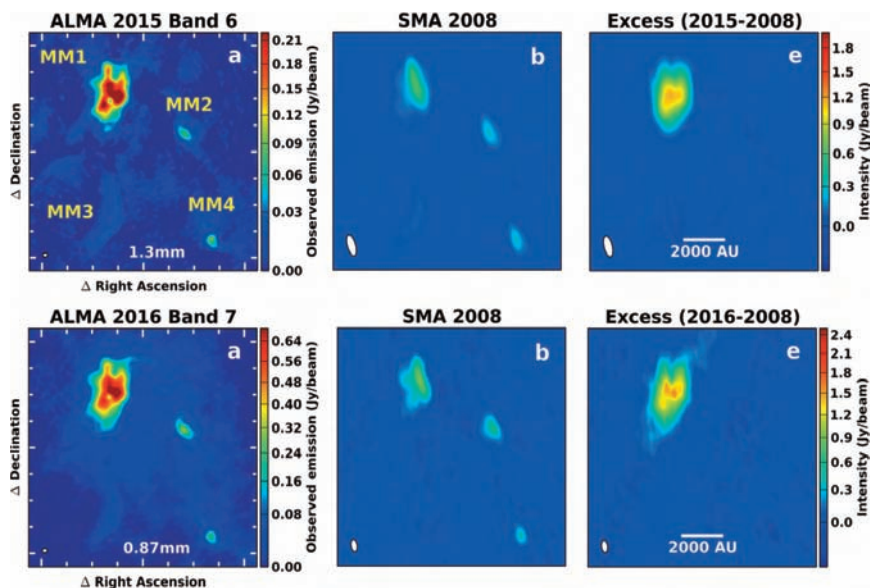 ALMA 2015 Band 6
SMA 2008
Excess (2015-2008)
MM1
a
MM2
MM3
MM4
1.3mm
Δ Declination
Δ Right Ascension
0.21
0.18
0.15
0.12
0.09
0.06
0.03
0.00
Observed emission (Jy/beam)
b
e
2000 AU
1.8
1.5
1.2
0.9
0.6
0.3
0.0
Intensity (Jy/beam)
ALMA 2016 Band 7
SMA 2008
Excess (2016-2008)
a
0.87mm
Δ Declination
Δ Right Ascension
0.64
0.56
0.48
0.40
0.32
0.24
0.16
0.08
0.00
Observed emission (Jy/beam)
b
e
2000 AU
2.4
2.1
1.8
1.5
1.2
0.9
0.6
0.3
0.0
Intensity (Jy/beam)